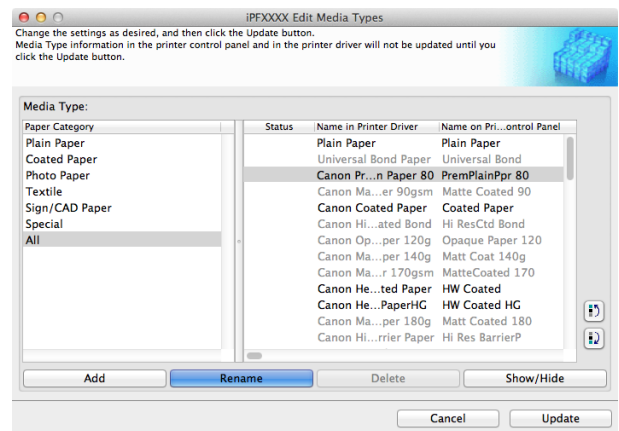 iPFXXXX Edit Media Types
Change the settings as desired, and then click the Update button.
Media Type information in the printer control panel and in the printer driver will not be updated until you
click the Update button.
Media Type:
Paper Category Status Name in Printer Driver Name on Pri...ontrol Panel
Plain Paper Plain Paper Plain Paper
Coated Paper Universal Bond Paper Universal Bond
Photo Paper Canon Pr...n Paper 80 PremPlainPpr 80
Textile Canon Ma...er 90gsm Matte Coated 90
Sign/CAD Paper Canon Coated Paper Coated Paper
Special Canon Hi...ated Bond Hi ResCtd Bond
All Canon Op...per 120g Opaque Paper 120
Canon Ma...per 140g Matt Coat 140g
Canon Ma...r 170gsm MatteCoated 170
Canon He...ted Paper HW Coated
Canon He...PaperHG HW Coated HG
Canon Ma...per 180g Matt Coated 180
Canon Hi...rrier Paper Hi Res BarrierP
Add Rename Delete Show/Hide
Cancel Update